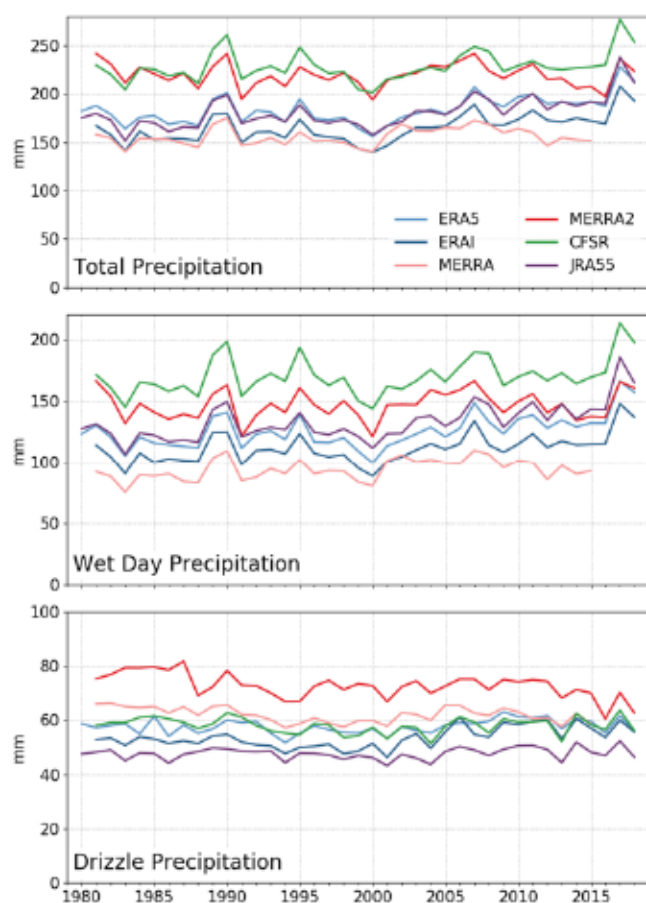 250
200
150
100
50
0
mm
ERA5
ERAI
MERRA
MERRA2
CFSR
JRA55
Total Precipitation
200
150
100
50
0
mm
Wet Day Precipitation
100
80
60
40
20
0
mm
Drizzle Precipitation
1980 1985 1990 1995 2000 2005 2010 2015